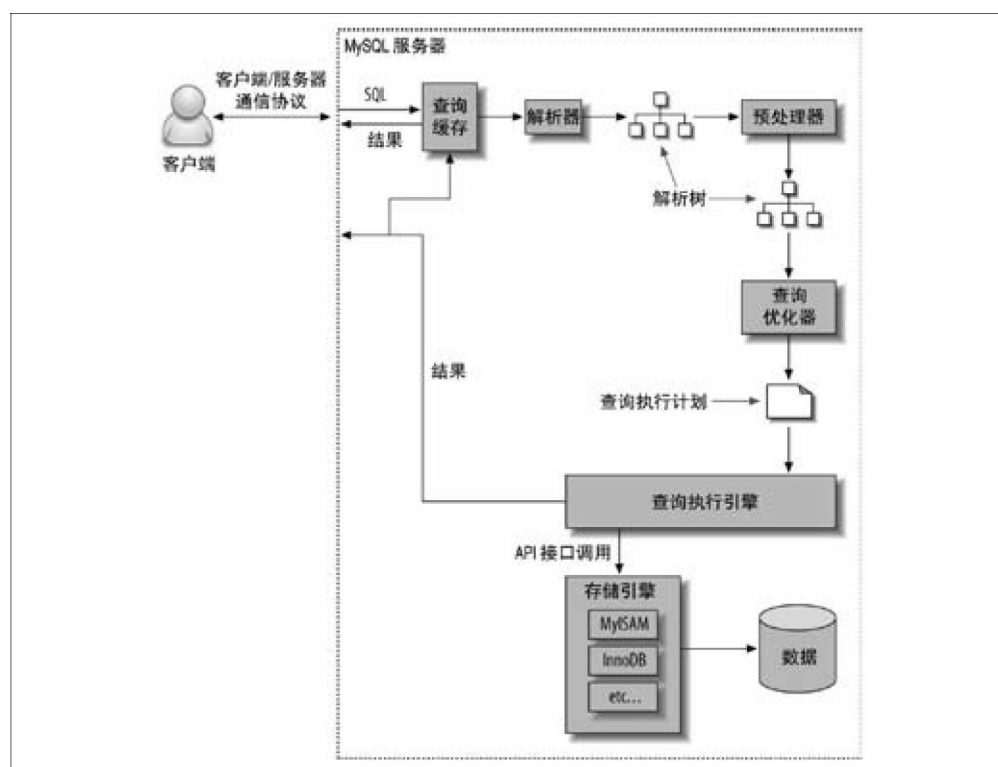 MySQL 服务器
客户端/服务器
通信协议
客户端
SQL
结果
查询
缓存
解析器
预处理器
解析树
查询
优化器
结果
查询执行计划
查询执行引擎
API 接口调用
存储引擎
MyISAM
InnoDB
etc...
数据